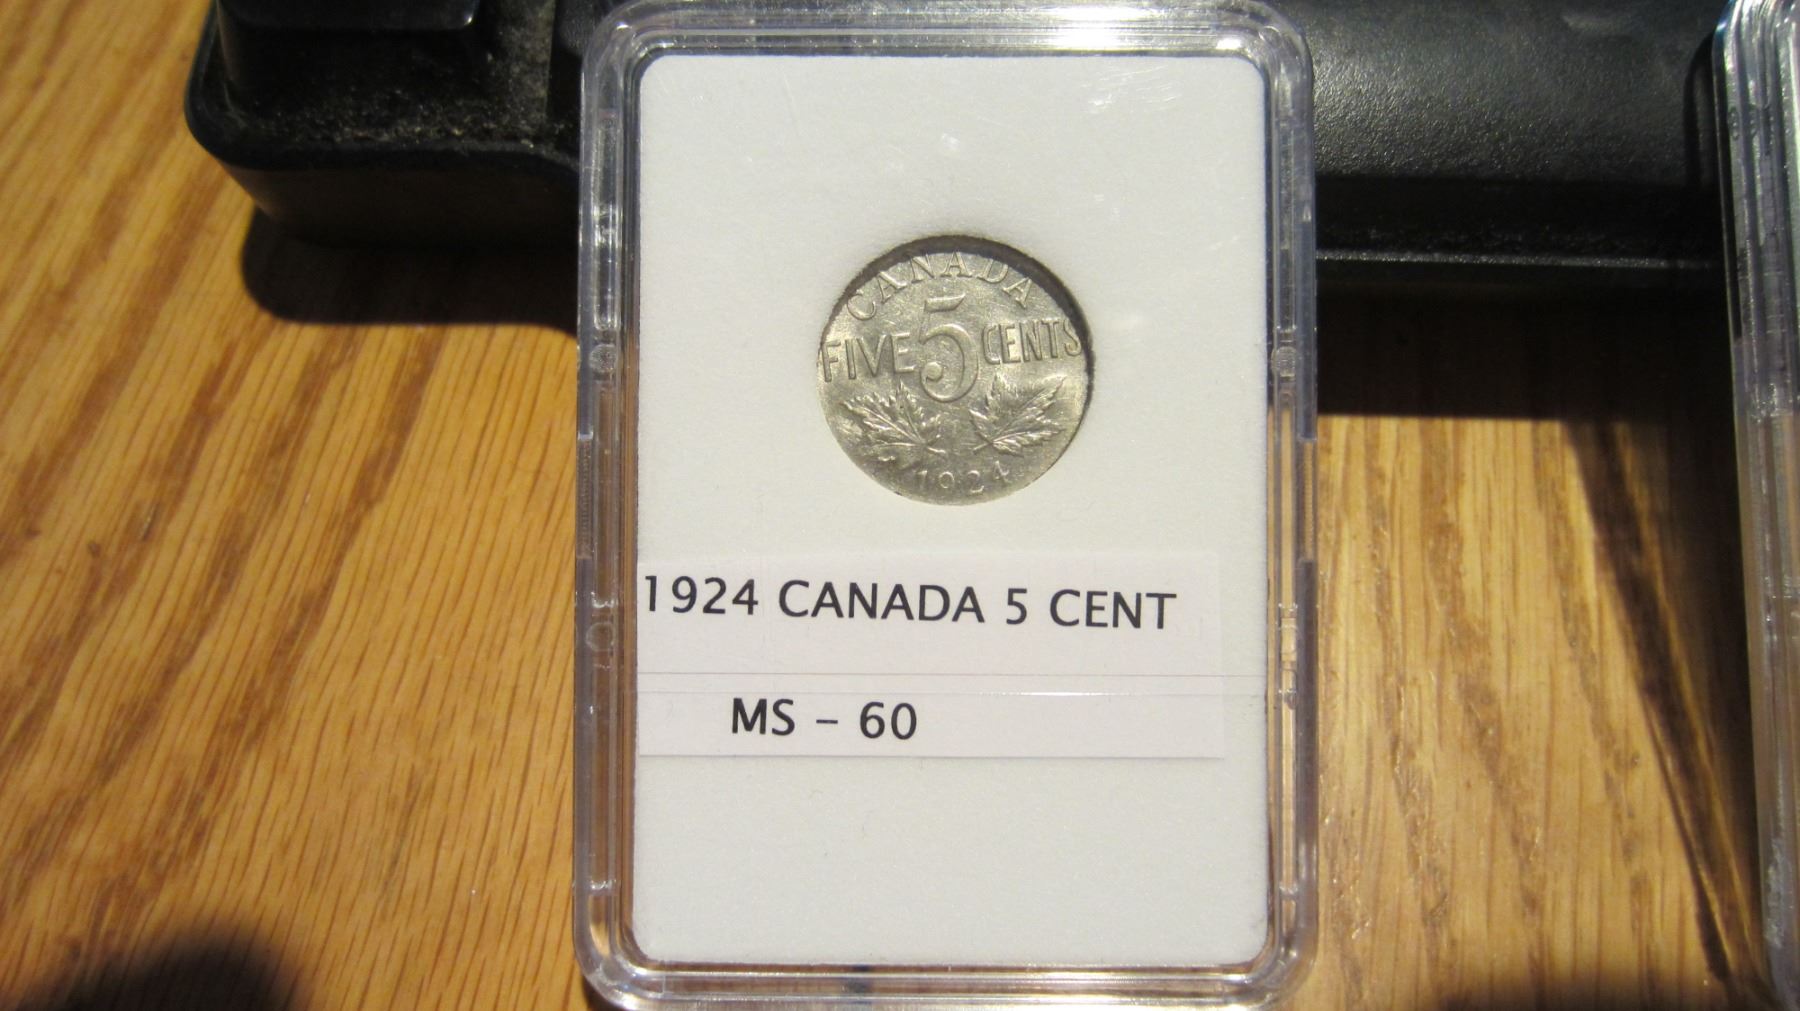 CANADA
FIVE 5 CENTS
1924
1924 CANADA 5 CENT
MS – 60